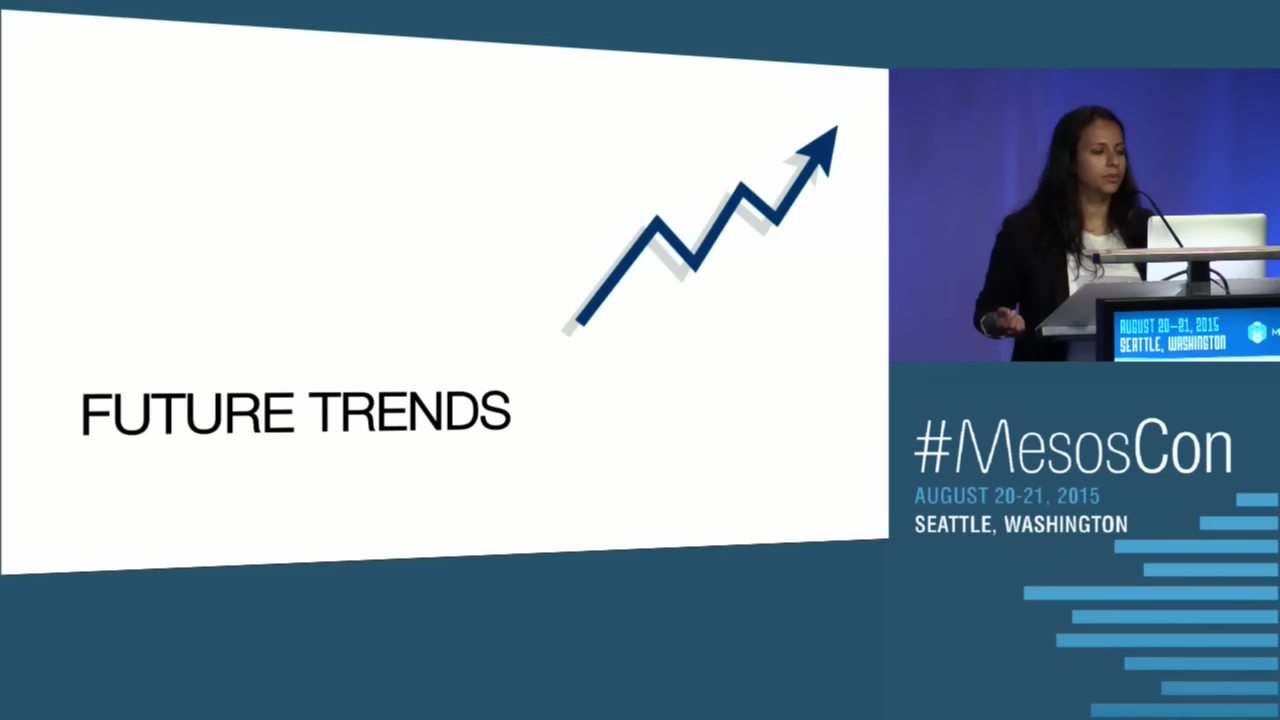 FUTURE TRENDS
AUGUST 20–21, 2015
SEATTLE, WASHINGTON
#MesosCon
AUGUST 20-21, 2015
SEATTLE, WASHINGTON